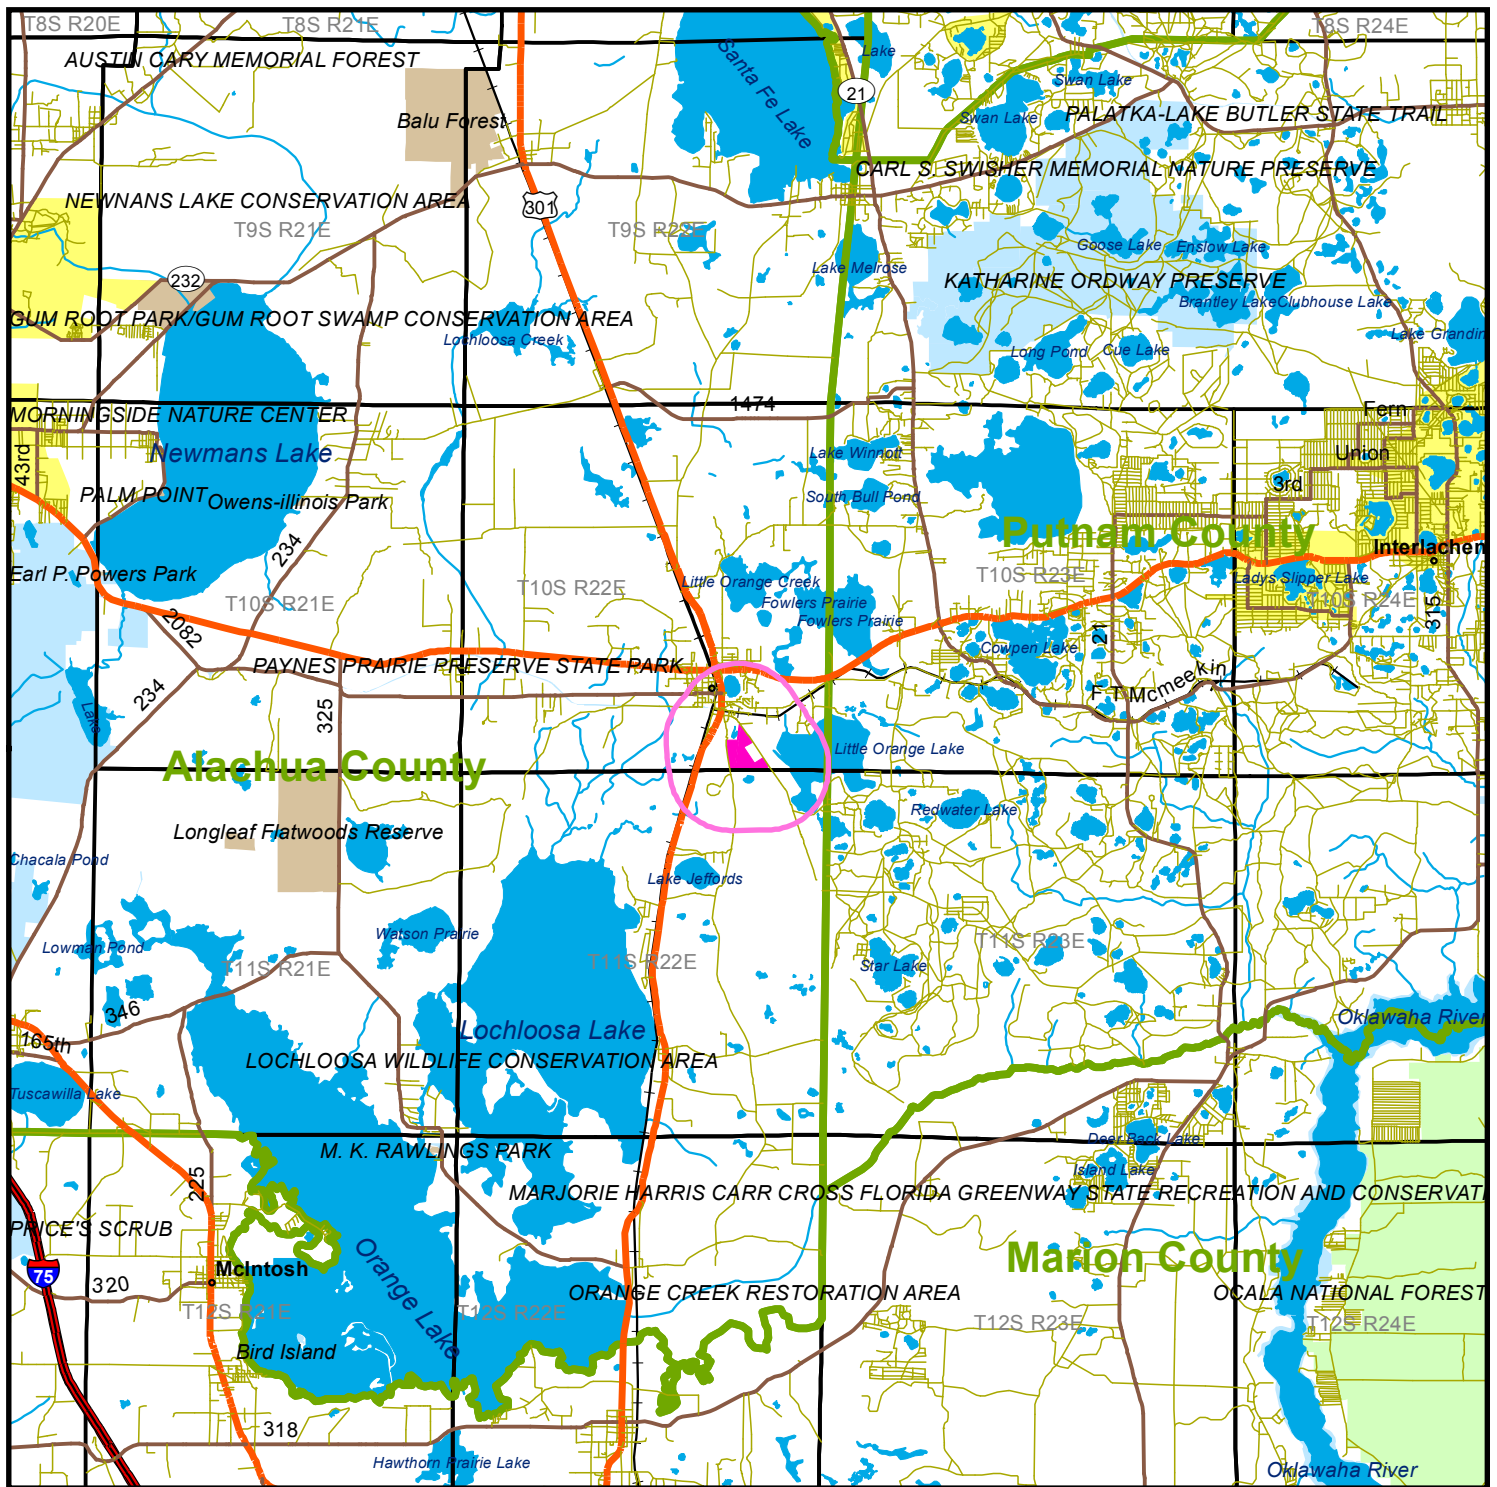 T8S R20E
T8S R21E
T8S R24E
AUSTIN CARY MEMORIAL FOREST
Santa Fe Lake
Lake
Swan Lake
21
Balu Forest
Swan Lake
PALATKA-LAKE BUTLER STATE TRAIL
CARL S. SWISHER MEMORIAL NATURE PRESERVE
NEWNANS LAKE CONSERVATION AREA
301
T9S R21E
T9S R22E
Goose Lake
Enslow Lake
Lake Melrose
232
KATHARINE ORDWAY PRESERVE
Brantley Lake
Clubhouse Lake
GUM ROOT PARK/GUM ROOT SWAMP CONSERVATION AREA
Lochloosa Creek
Lake Grandin
Long Pond
Cue Lake
1474
MORNINGSIDE NATURE CENTER
Fern
Newmans Lake
Lake Winnott
Union
43rd
3rd
PALM POINT
Owens-illinois Park
South Bull Pond
Putnam County
234
Interlachen
Earl P. Powers Park
T10S R22E
Little Orange Creek
T10S R23E
Ladys Slipper Lake
T10S R21E
Fowlers Prairie
T10S R24E
2082
Fowlers Prairie
315
21
Cowpen Lake
PAYNES PRAIRIE PRESERVE STATE PARK
F T Mcmeekin
234
325
Lake
Little Orange Lake
Alachua County
Redwater Lake
Longleaf Flatwoods Reserve
Chacala Pond
Lake Jeffords
Watson Prairie
Lowman Pond
T11S R23E
T11S R21E
T11S R22E
Star Lake
346
Oklawaha River
165th
Lochloosa Lake
LOCHLOOSA WILDLIFE CONSERVATION AREA
Tuscawilla Lake
Deer Back Lake
M. K. RAWLINGS PARK
Island Lake
225
MARJORIE HARRIS CARR CROSS FLORIDA GREENWAY STATE RECREATION AND CONSERVATI
PRICE'S SCRUB
Marion County
McIntosh
75
320
Orange Lake
ORANGE CREEK RESTORATION AREA
OCALA NATIONAL FOREST
T12S R21E
T12S R22E
T12S R23E
T12S R24E
Bird Island
318
Hawthorn Prairie Lake
Oklawaha River